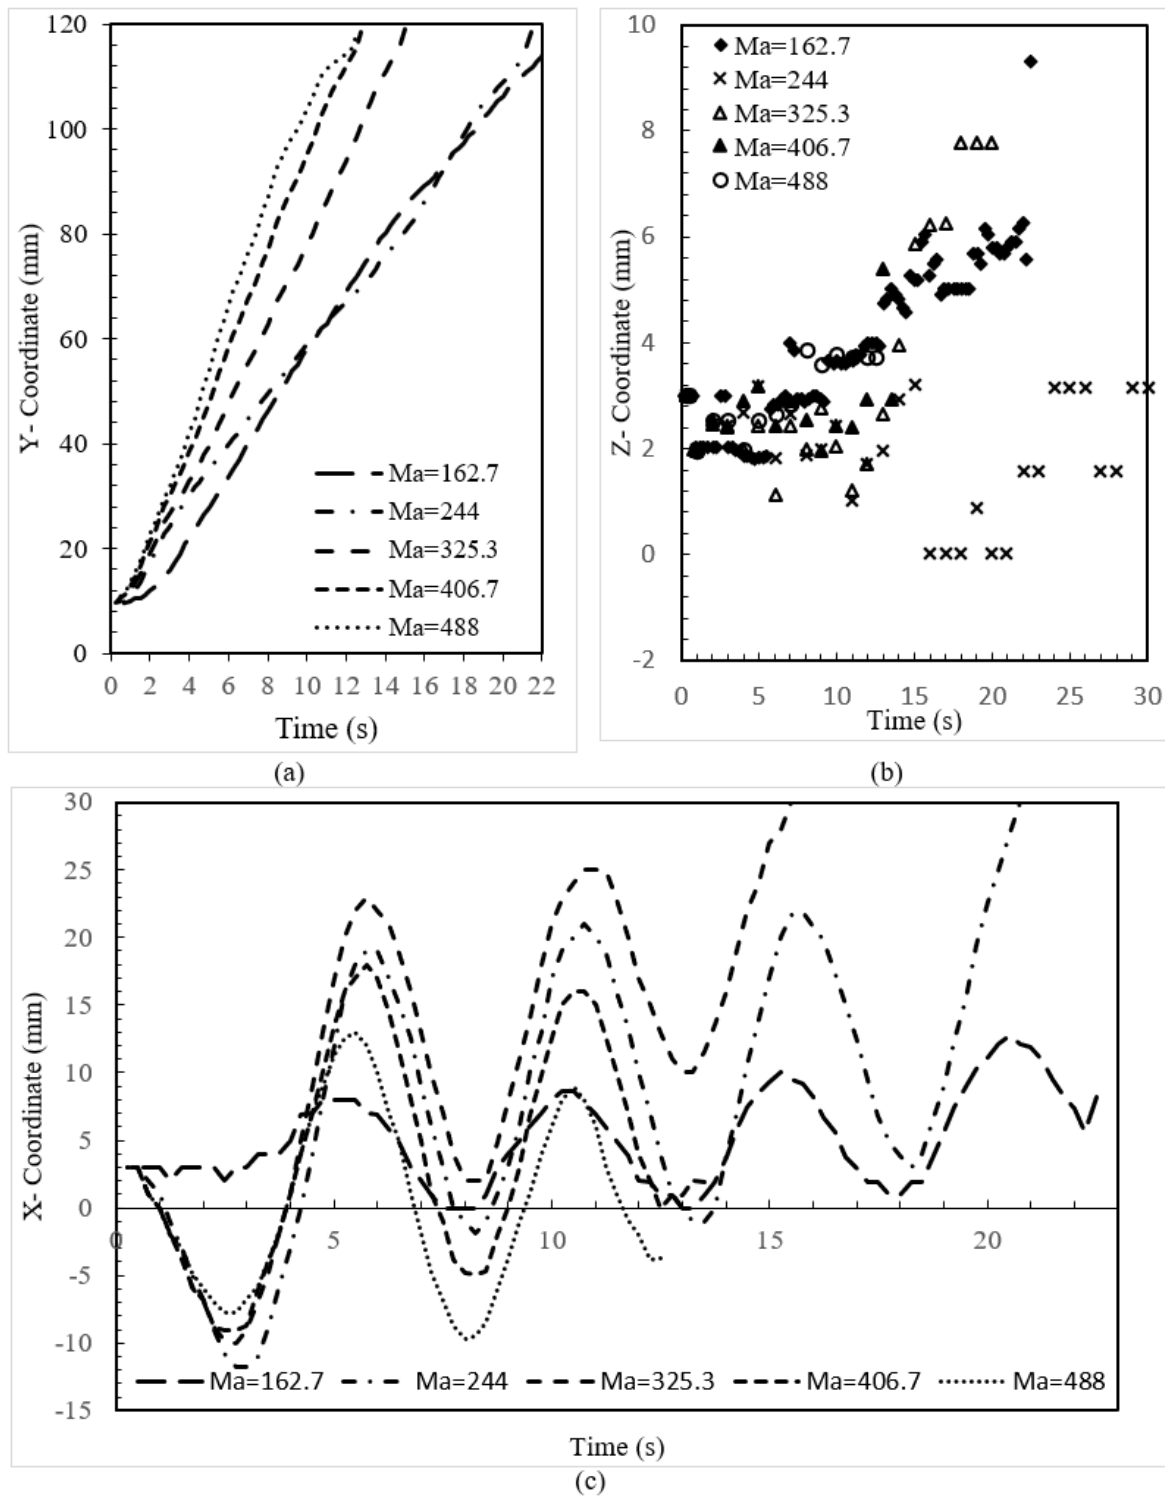 120
100
80
60
40
20
0
Y- Coordinate (mm)
Ma=162.7
Ma=244
Ma=325.3
Ma=406.7
Ma=488
0 2 4 6 8 10 12 14 16 18 20 22
Time (s)
(a)
10
8
6
4
2
0
-2
Z- Coordinate (mm)
Ma=162.7
Ma=244
Ma=325.3
Ma=406.7
Ma=488
0 5 10 15 20 25 30
Time (s)
(b)
30
25
20
15
10
5
0
-5
-10
-15
X- Coordinate (mm)
0 5 10 15 20
Ma=162.7 Ma=244 Ma=325.3 Ma=406.7 Ma=488
Time (s)
(c)